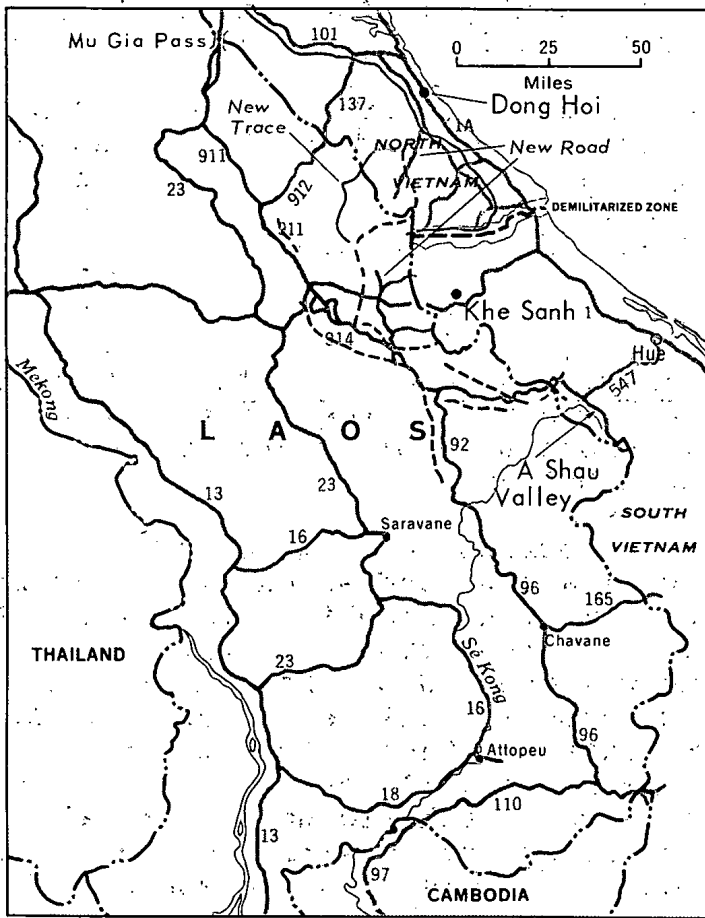 Mu Gia Pass
101
0 25 50
Miles
Dong Hoi
137
1A
New
Trace
NORTH
VIETNAM
New Road
911
23
912
911
DEMILITARIZED ZONE
Khe Sanh
1
Hue
914
547
Mekong
LAOS
92
A Shau
Valley
13
23
16
Saravane
SOUTH
VIETNAM
96
165
Chavane
THAILAND
23
Sé Kong
16
96
Attopeu
18
110
13
97
CAMBODIA